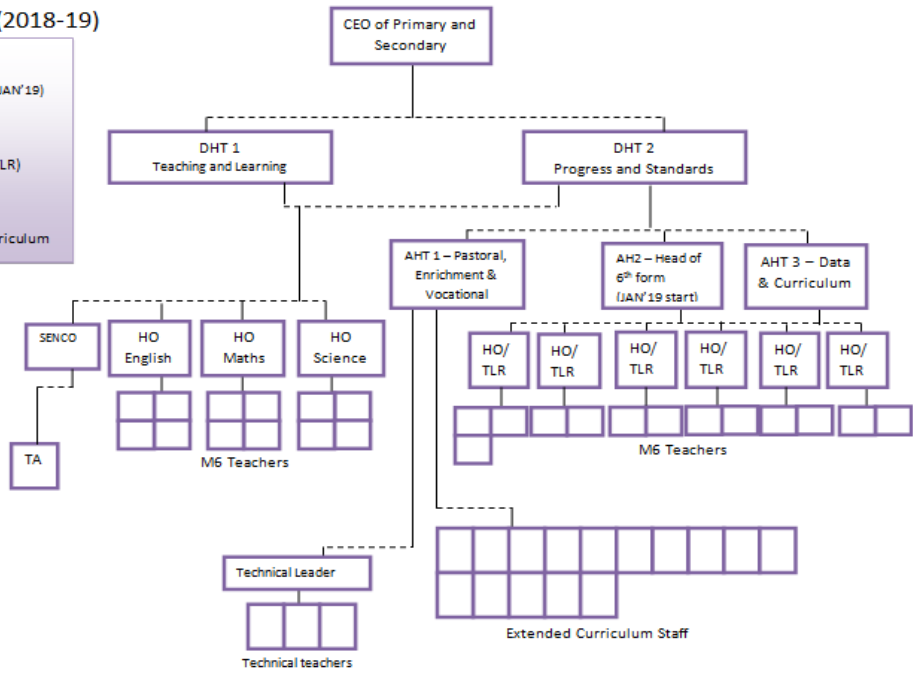 (2018-19)
JAN'19)
LR)
riculum
CEO of Primary and
Secondary
DHT 1
Teaching and Learning
DHT 2
Progress and Standards
AHT 1 – Pastoral,
Enrichment &
Vocational
AH2 – Head of
6th form
(JAN'19 start)
AHT 3 – Data
& Curriculum
SENCO
HO
English
HO
Maths
HO
Science
HO/
TLR
HO/
TLR
HO/
TLR
HO/
TLR
HO/
TLR
HO/
TLR
TA
M6 Teachers
M6 Teachers
Technical Leader
Technical teachers
Extended Curriculum Staff